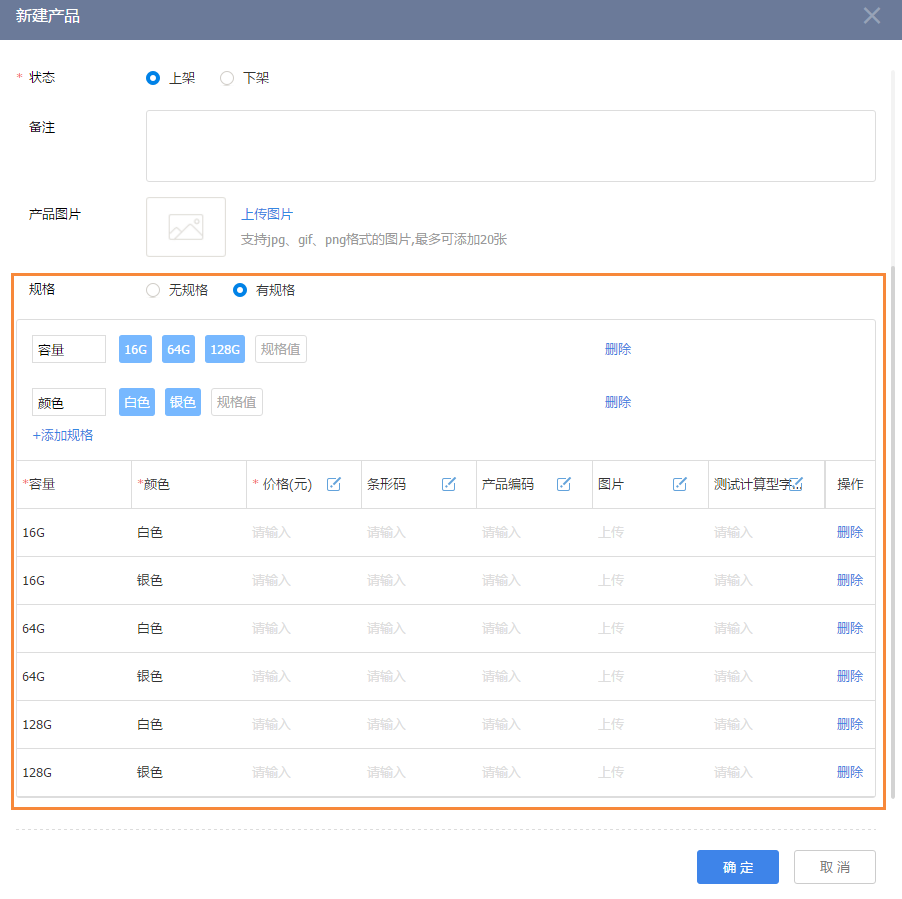 新建产品
* 状态 上架 下架
备注
产品图片 上传图片
支持jpg、gif、png格式的图片,最多可添加20张
规格 无规格 有规格
容量 16G 64G 128G 规格值 删除
颜色 白色 银色 规格值 删除
+添加规格
*容量 *颜色 * 价格(元) 条形码 产品编码 图片 测试计算型字 操作
16G 白色 请输入 请输入 请输入 上传 请输入 删除
16G 银色 请输入 请输入 请输入 上传 请输入 删除
64G 白色 请输入 请输入 请输入 上传 请输入 删除
64G 银色 请输入 请输入 请输入 上传 请输入 删除
128G 白色 请输入 请输入 请输入 上传 请输入 删除
128G 银色 请输入 请输入 请输入 上传 请输入 删除
确 定 取 消